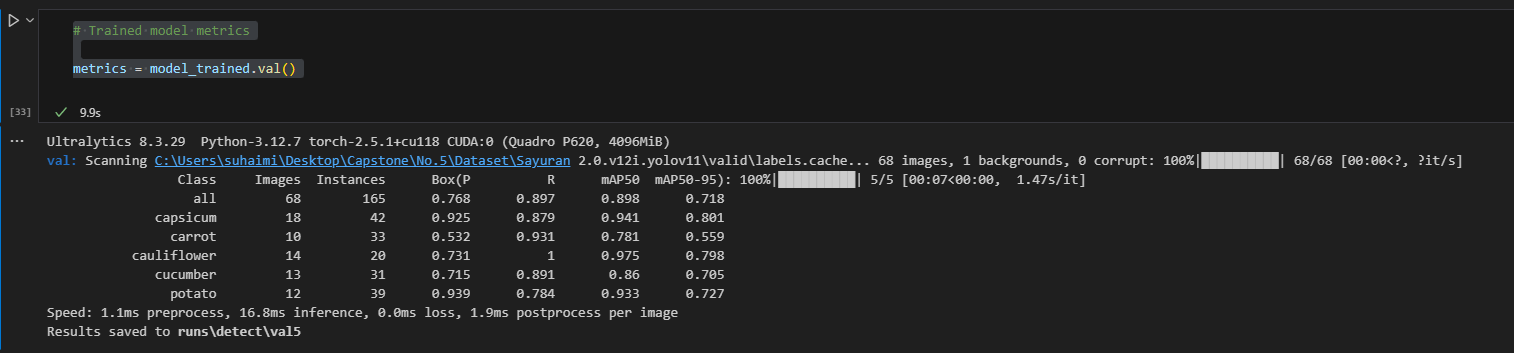 # Trained model metrics
metrics = model_trained.val()
[33] ✓ 9.9s
... Ultralytics 8.3.29 Python-3.12.7 torch-2.5.1+cu118 CUDA:0 (Quadro P620, 4096MiB)
val: Scanning C:\Users\suhaimi\Desktop\Capstone\No.5\Dataset\Sayuran 2.0.v12i.yolov11\valid\labels.cache... 68 images, 1 backgrounds, 0 corrupt: 100%|██████████| 68/68 [00:00<?, ?it/s]
Class Images Instances Box(P R mAP50 mAP50-95): 100%|██████████| 5/5 [00:07<00:00, 1.47s/it]
all 68 165 0.768 0.897 0.898 0.718
capsicum 18 42 0.925 0.879 0.941 0.801
carrot 10 33 0.532 0.931 0.781 0.559
cauliflower 14 20 0.731 1 0.975 0.798
cucumber 13 31 0.715 0.891 0.86 0.705
potato 12 39 0.939 0.784 0.933 0.727
Speed: 1.1ms preprocess, 16.8ms inference, 0.0ms loss, 1.9ms postprocess per image
Results saved to runs\detect\val5